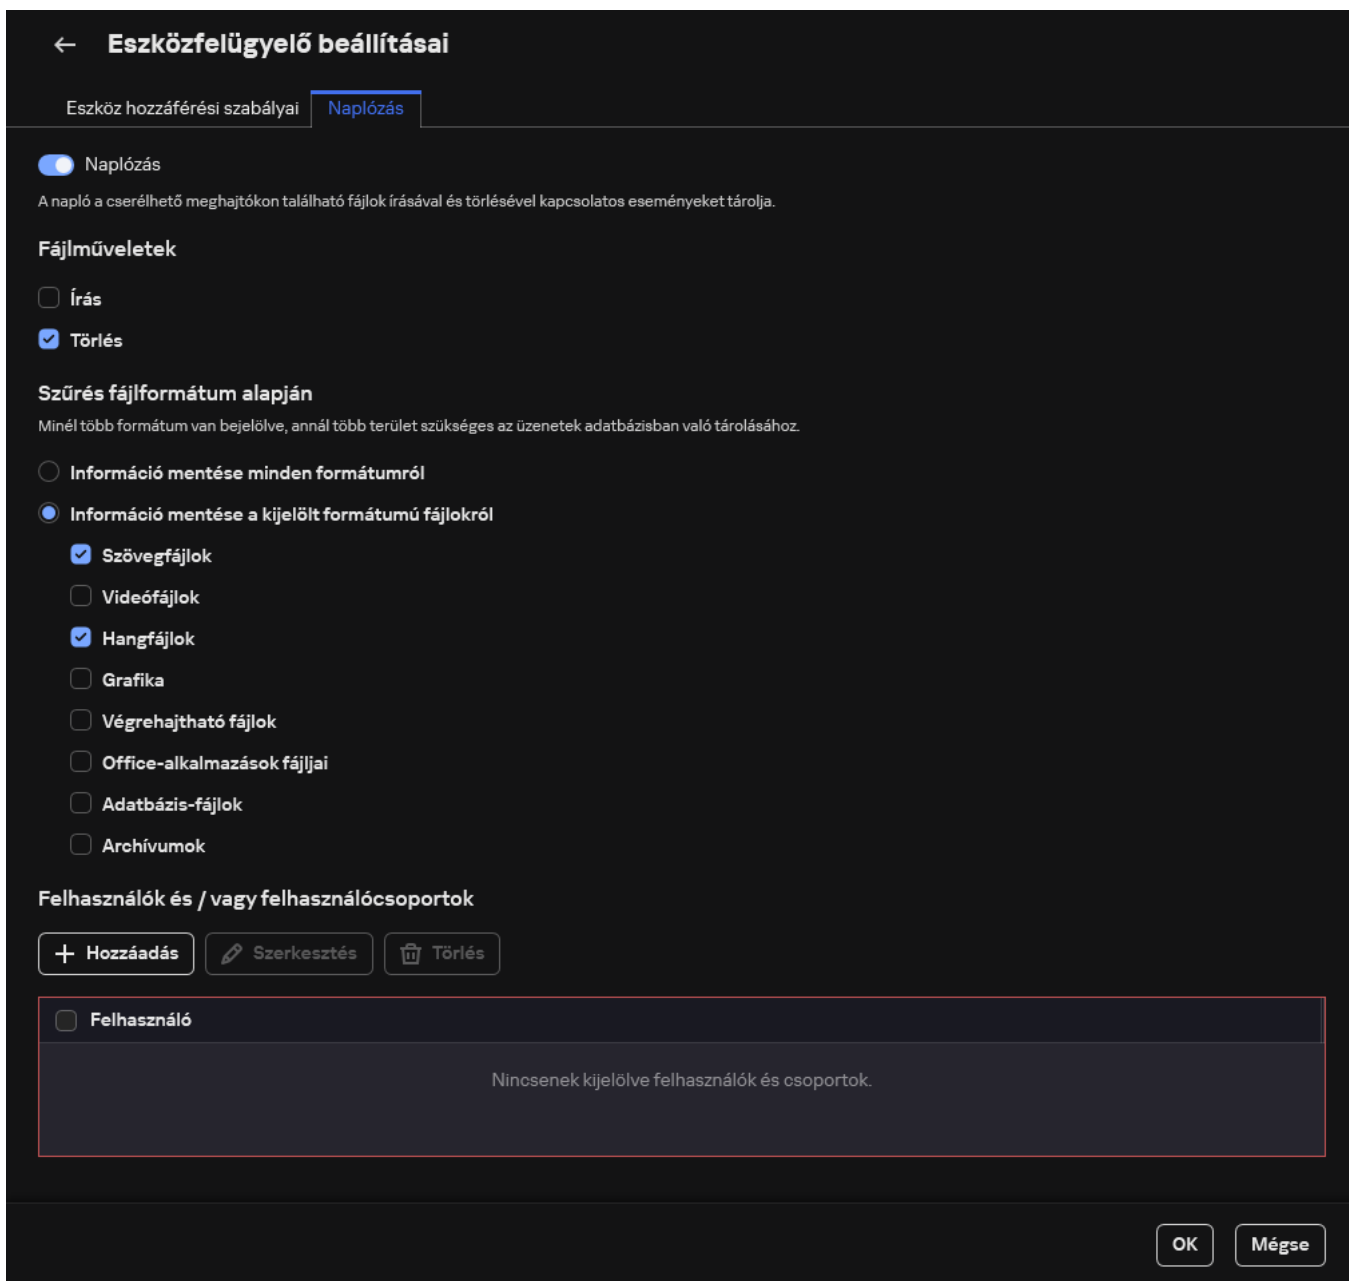 Eszközfelügyelő beállításai
Eszköz hozzáférési szabályai
Naplózás
Naplózás
A napló a cserélhető meghajtókon található fájlok írásával és törlésével kapcsolatos eseményeket tárolja.
Fájlműveletek
Írás
Törlés
Szűrés fájlformátum alapján
Minél több formátum van bejelölve, annál több terület szükséges az üzenetek adatbázisban való tárolásához.
Információ mentése minden formátumról
Információ mentése a kijelölt formátumú fájlokról
Szövegfájlok
Videófájlok
Hangfájlok
Grafika
Végrehajtható fájlok
Office-alkalmazások fájljai
Adatbázis-fájlok
Archívumok
Felhasználók és / vagy felhasználócsoportok
Hozzáadás
Szerkesztés
Törlés
Felhasználó
Nincsenek kijelölve felhasználók és csoportok.
OK
Mégse